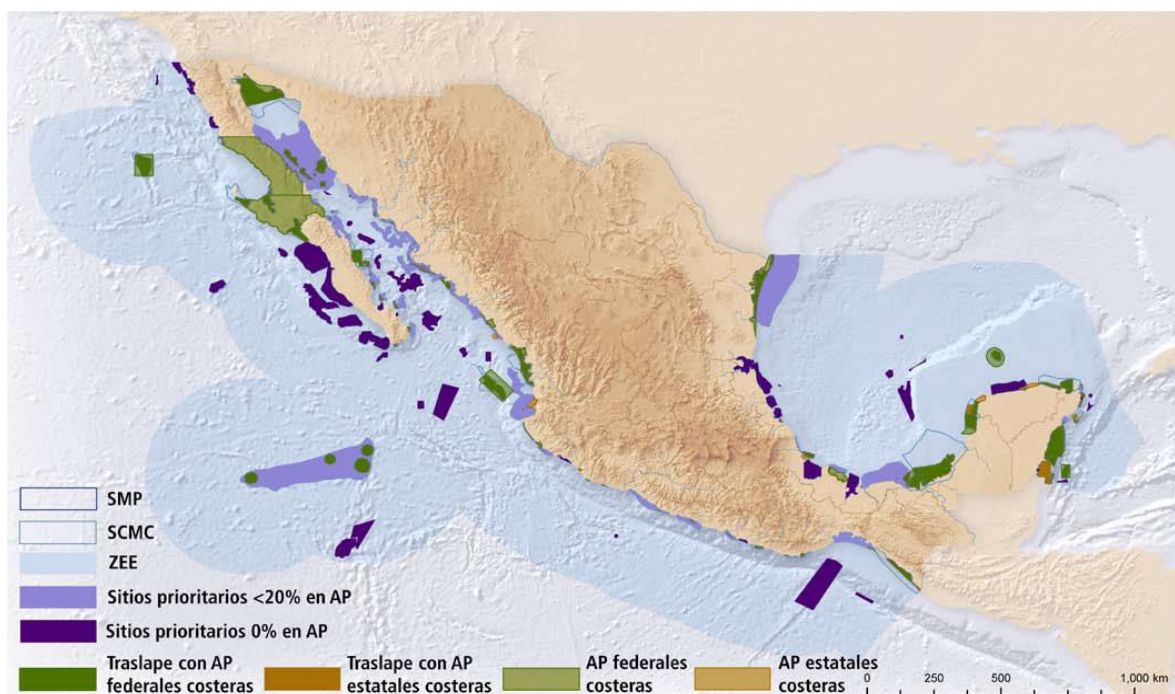 SMP
SCMC
ZEE
Sitios prioritarios <20% en AP
Sitios prioritarios 0% en AP
Traslape con AP
federales costeras
Traslape con AP
estatales costeras
AP federales
costeras
AP estatales
costeras
0 250 500 1,000 km